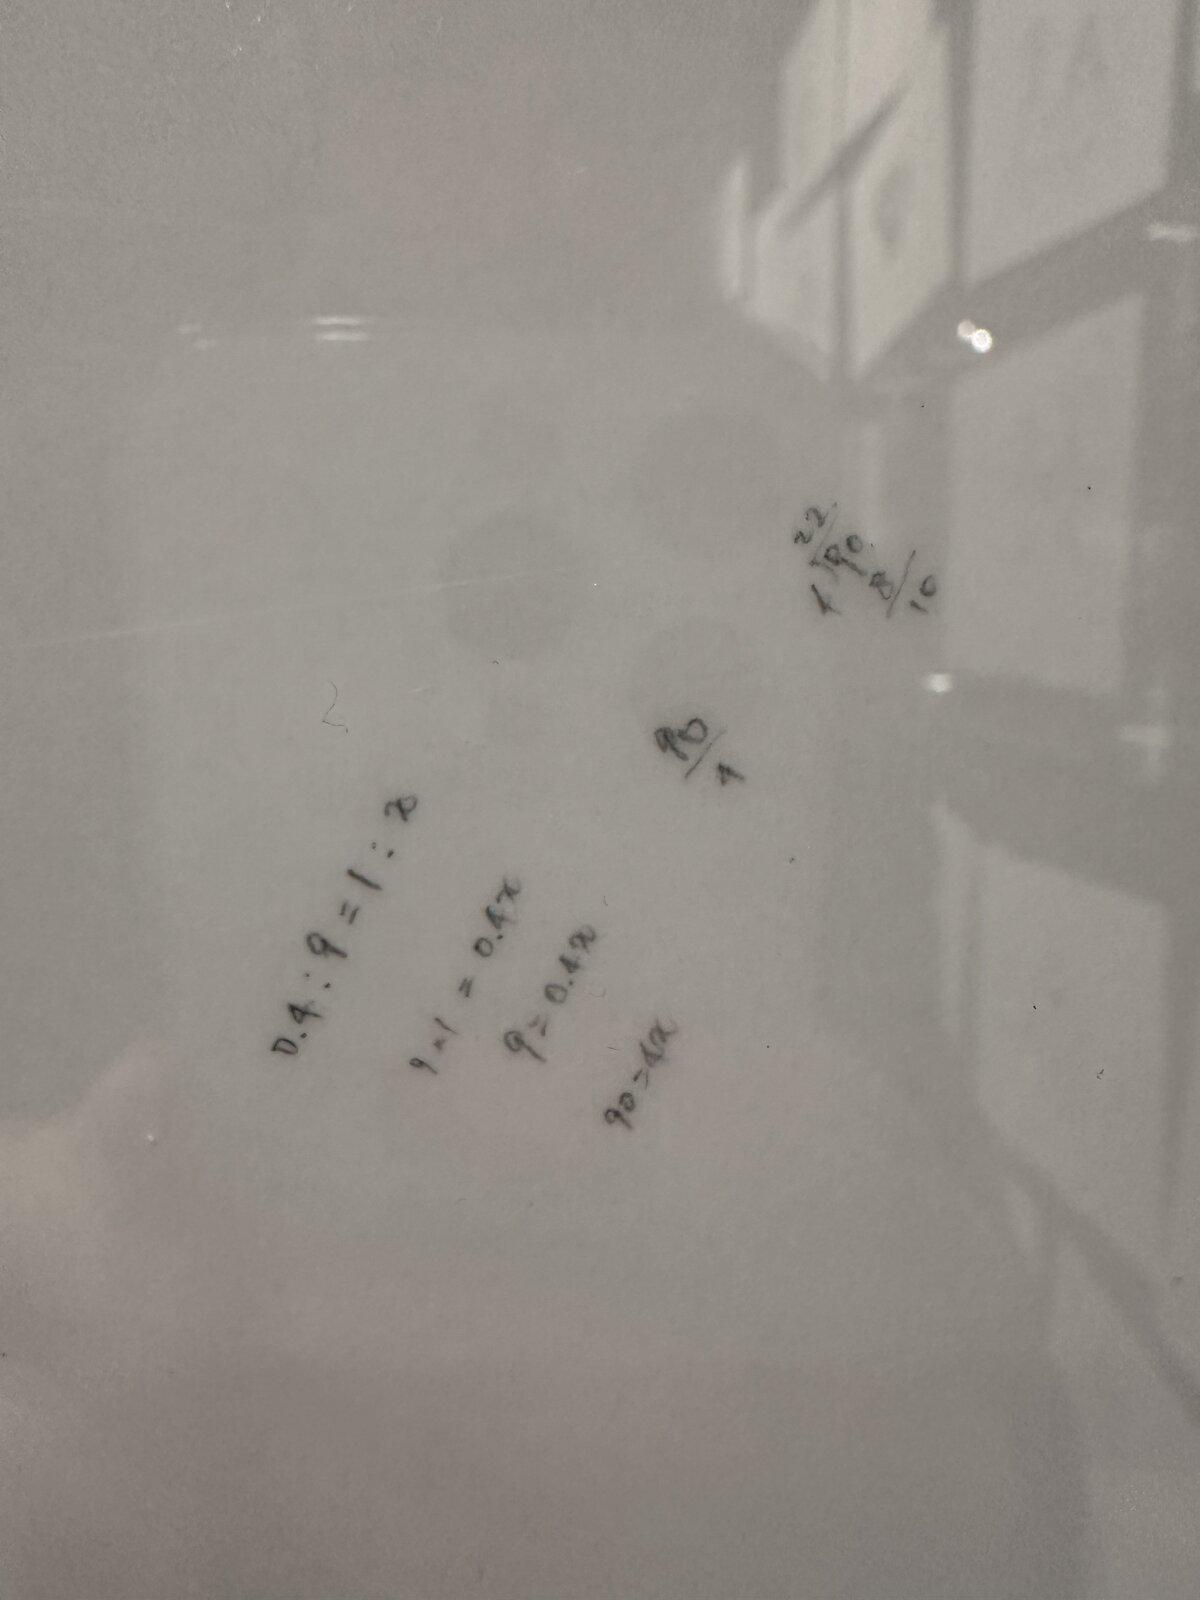 0.4 : 9 = 1 : x
9×1 = 0.4x
9 = 0.4x
90 = 4x
90/4
22
4)90
8
10